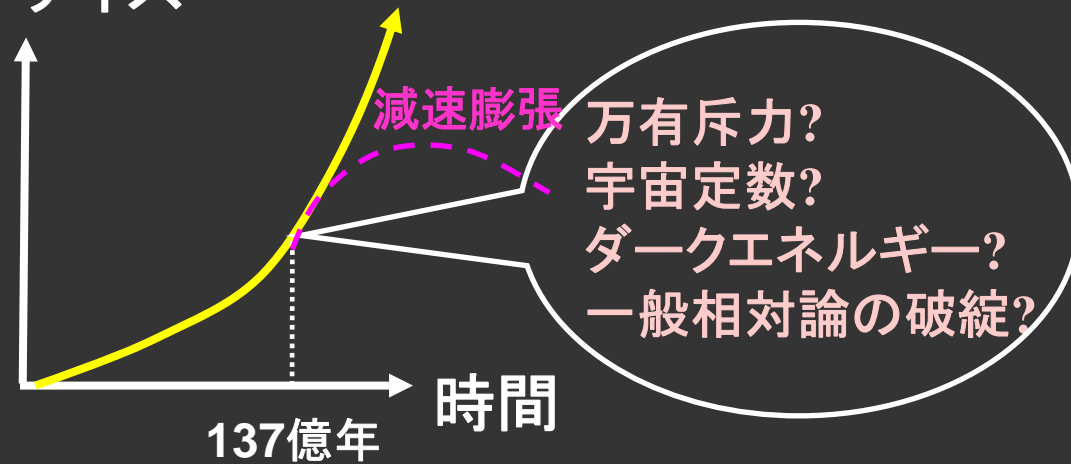 減速膨張
万有斥力?
宇宙定数?
ダークエネルギー?
一般相対論の破綻?
時間
137億年